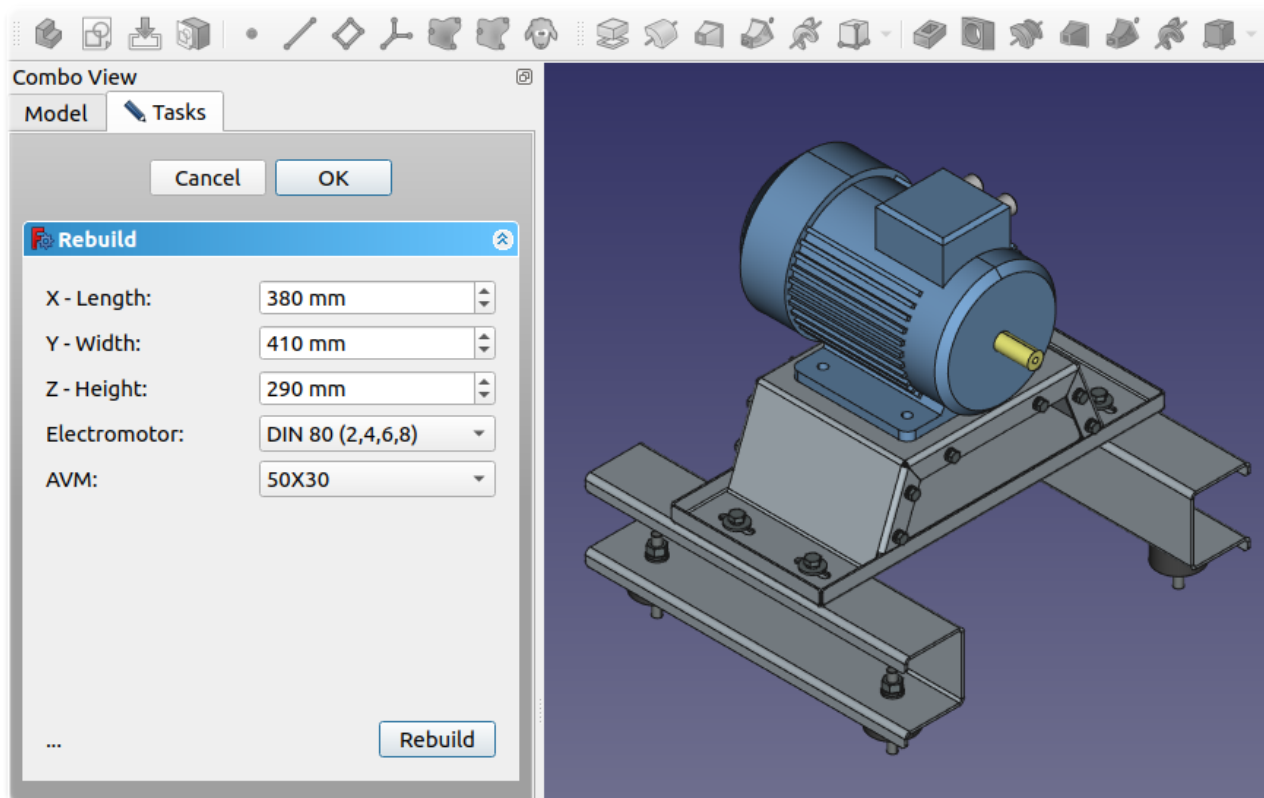 Combo View
Model Tasks
Cancel OK
Rebuild
X - Length: 380 mm
Y - Width: 410 mm
Z - Height: 290 mm
Electromotor: DIN 80 (2,4,6,8)
AVM: 50X30
... Rebuild